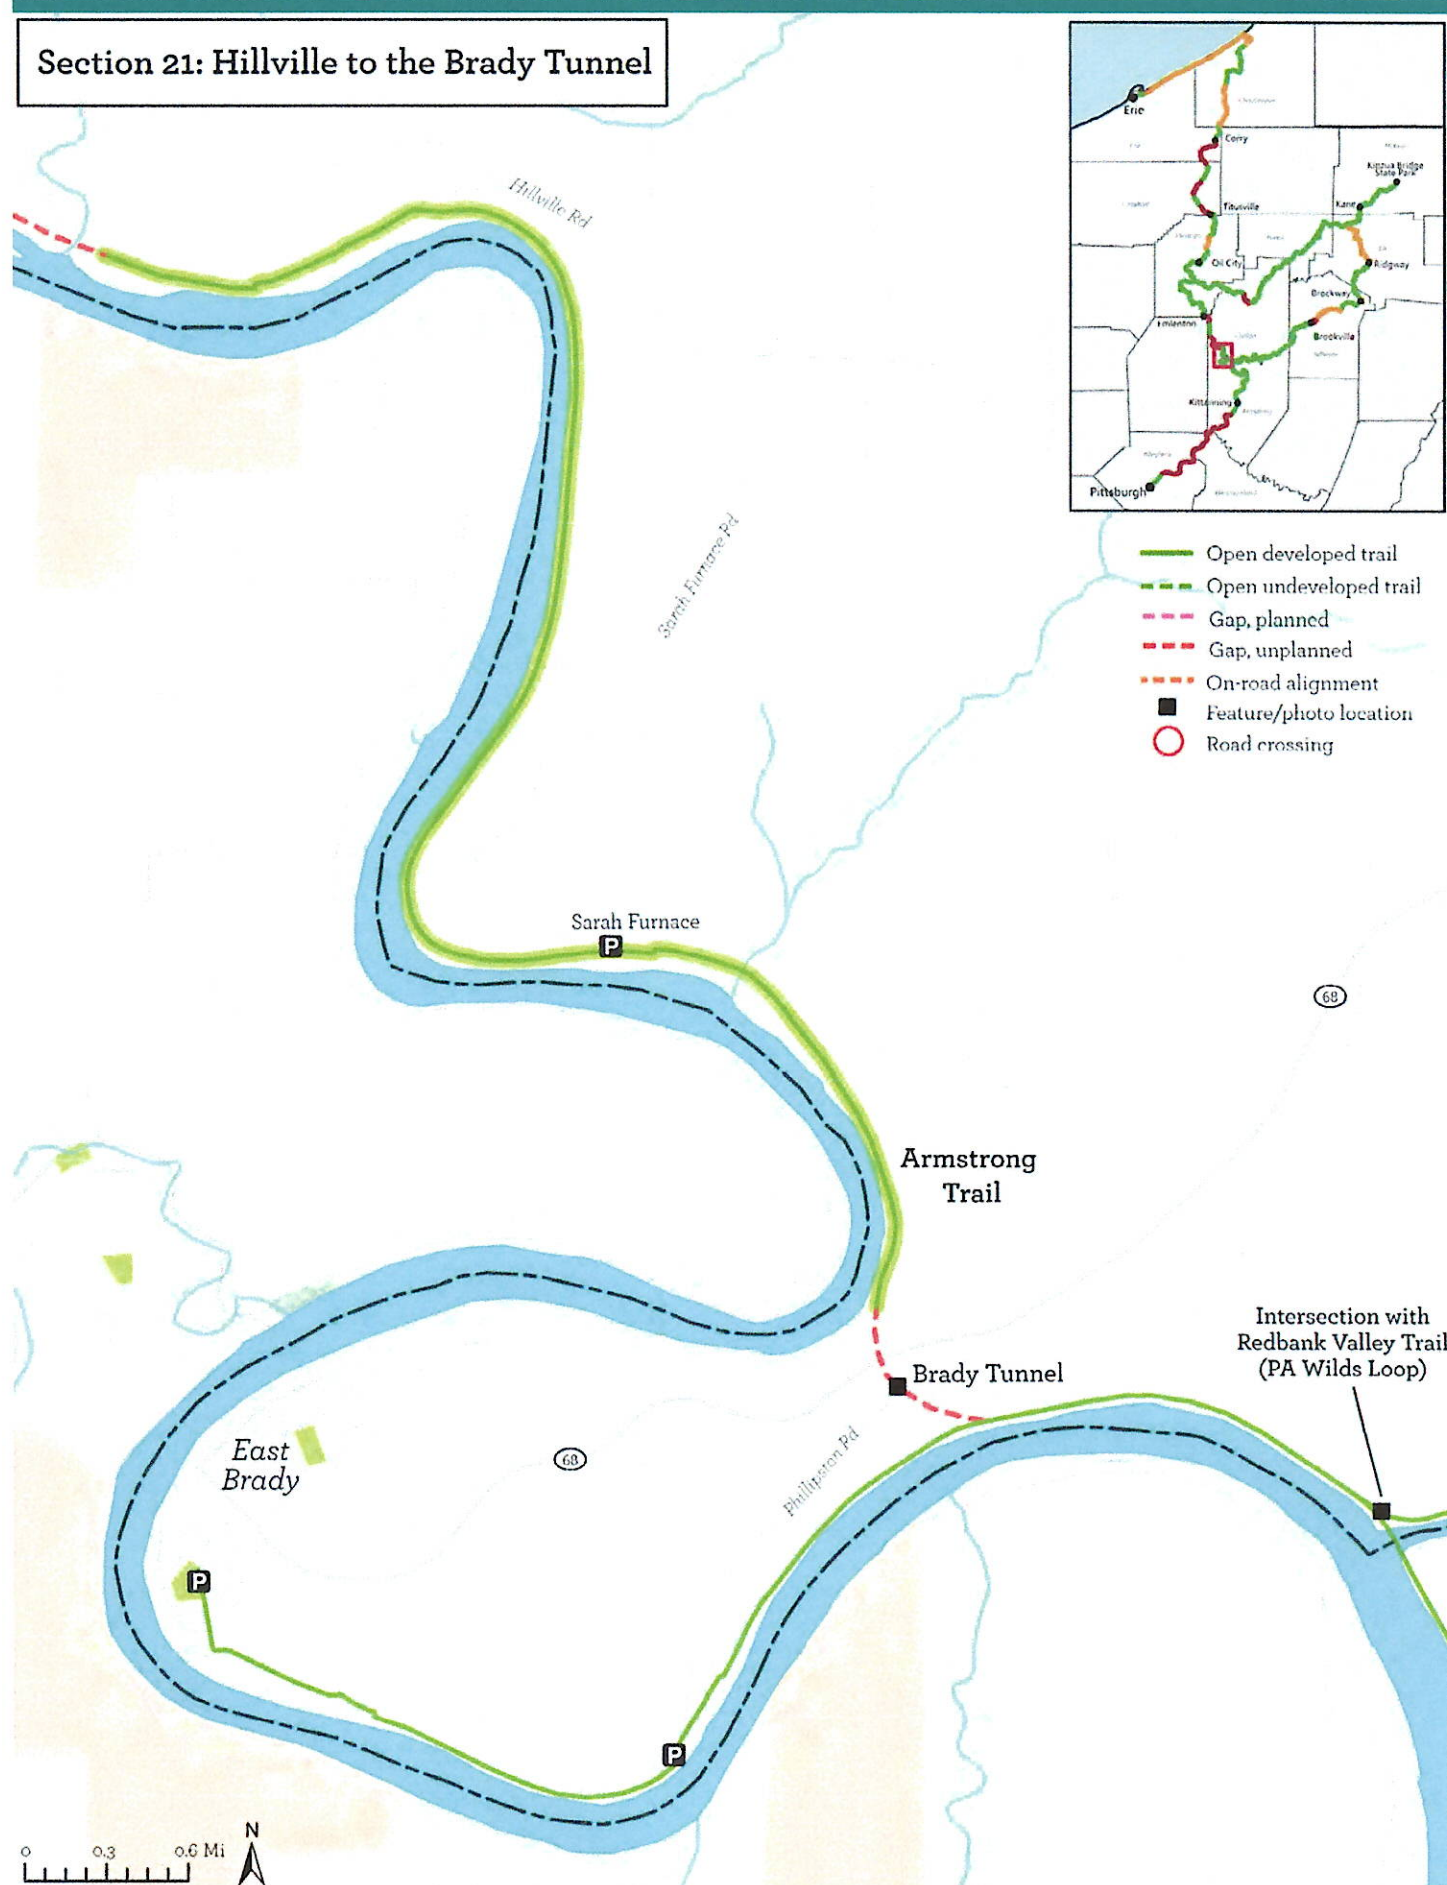 Section 21: Hillville to the Brady Tunnel
Erie
Corry
Kinzua Bridge
State Park
Kane
Titusville
Oil City
Ridgway
Brockway
Emlenton
Brookville
Kittanning
Pittsburgh
Hillville Rd
Sarah Furnace Rd
Open developed trail
Open undeveloped trail
Gap, planned
Gap, unplanned
On-road alignment
Feature/photo location
Road crossing
Sarah Furnace
P
68
Armstrong
Trail
Intersection with
Redbank Valley Trail
(PA Wilds Loop)
Brady Tunnel
East
Brady
68
Phillipston Rd
P
P
0 0.3 0.6 Mi
N